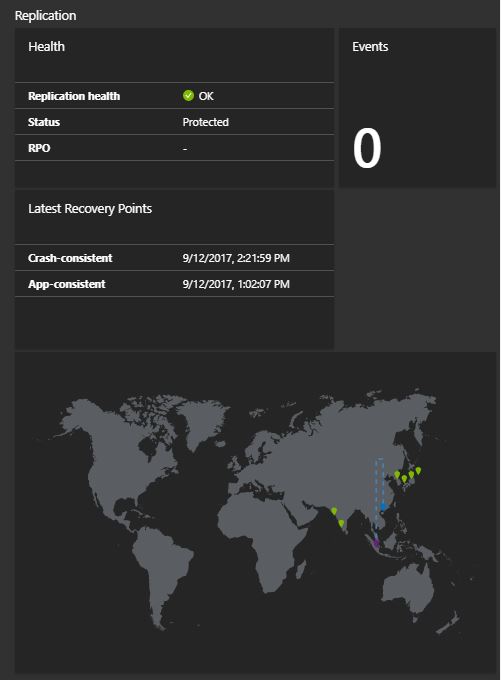 Replication
Health
Replication health OK
Status Protected
RPO -
Events
0
Latest Recovery Points
Crash-consistent 9/12/2017, 2:21:59 PM
App-consistent 9/12/2017, 1:02:07 PM